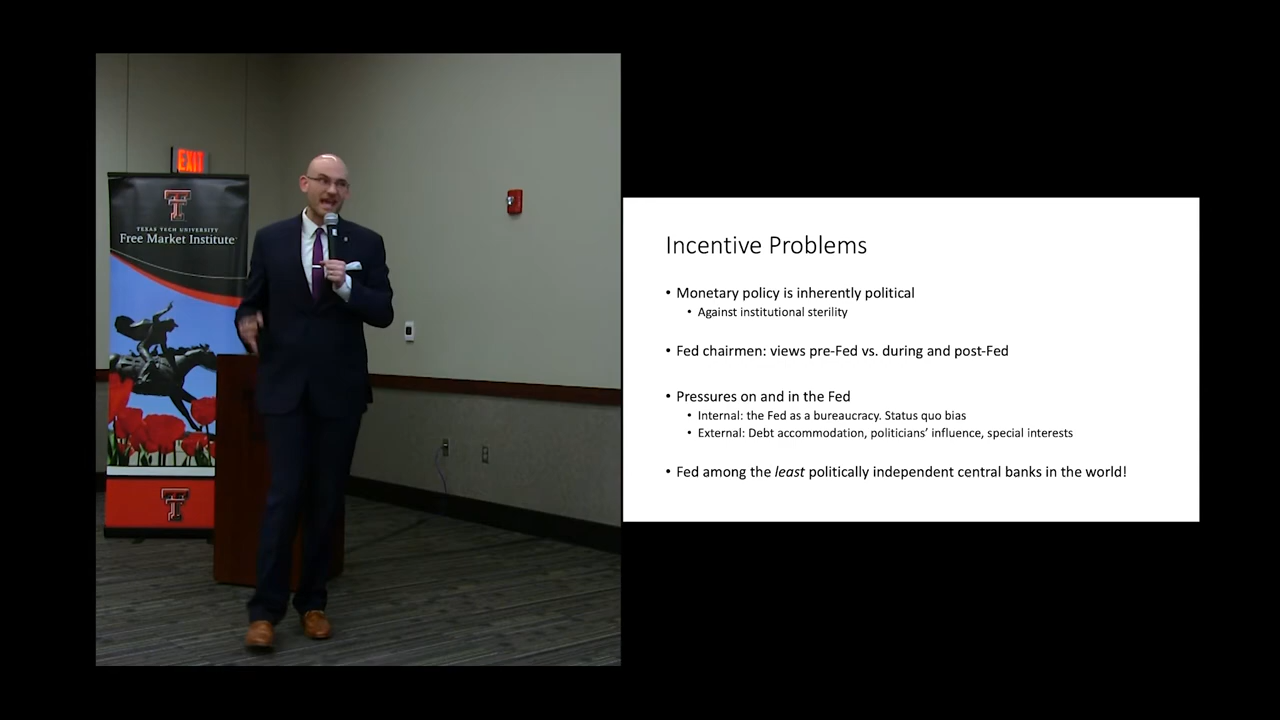 EXIT
TEXAS TECH UNIVERSITY
Free Market Institute
Incentive Problems
• Monetary policy is inherently political
• Against institutional sterility
• Fed chairmen: views pre-Fed vs. during and post-Fed
• Pressures on and in the Fed
• Internal: the Fed as a bureaucracy. Status quo bias
• External: Debt accommodation, politicians’ influence, special interests
• Fed among the least politically independent central banks in the world!